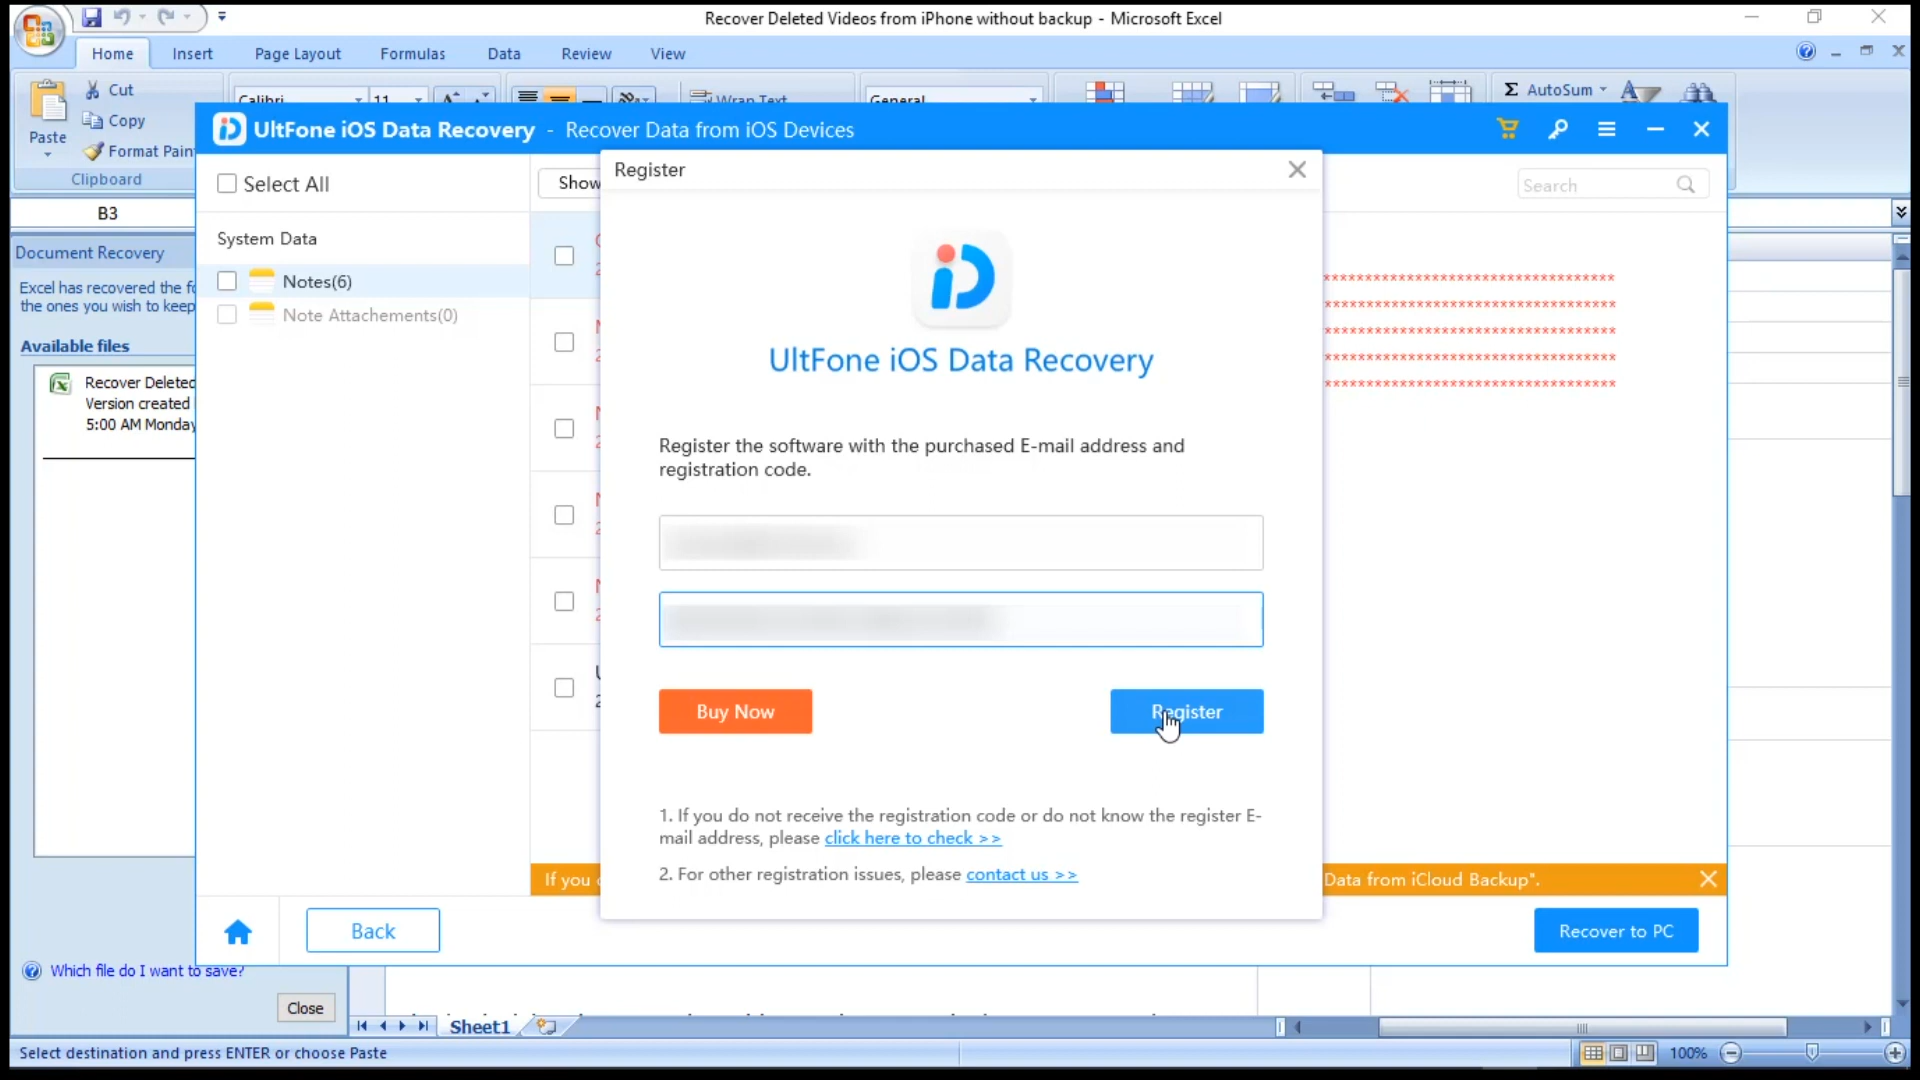 Recover Deleted Videos from iPhone without backup - Microsoft Excel
Home Insert Page Layout Formulas Data Review View
Paste
Cut
Copy
Format Pain
Clipboard
Calibri 11
Wrap Text
General
Σ AutoSum
B3
Document Recovery
Excel has recovered the f
the ones you wish to keep
Available files
Recover Deleted
Version created
5:00 AM Monday
Which file do I want to save?
Close
UltFone iOS Data Recovery - Recover Data from iOS Devices
Select All
Show
Search
System Data
Notes(6)
Note Attachements(0)
***********************************
***********************************
***********************************
***********************************
***********************************
Register
iD
UltFone iOS Data Recovery
Register the software with the purchased E-mail address and
registration code.
Buy Now
Register
1. If you do not receive the registration code or do not know the register E-
mail address, please click here to check >>
2. For other registration issues, please contact us >>
If you
Data from iCloud Backup".
Back
Recover to PC
Sheet1
Select destination and press ENTER or choose Paste
100%